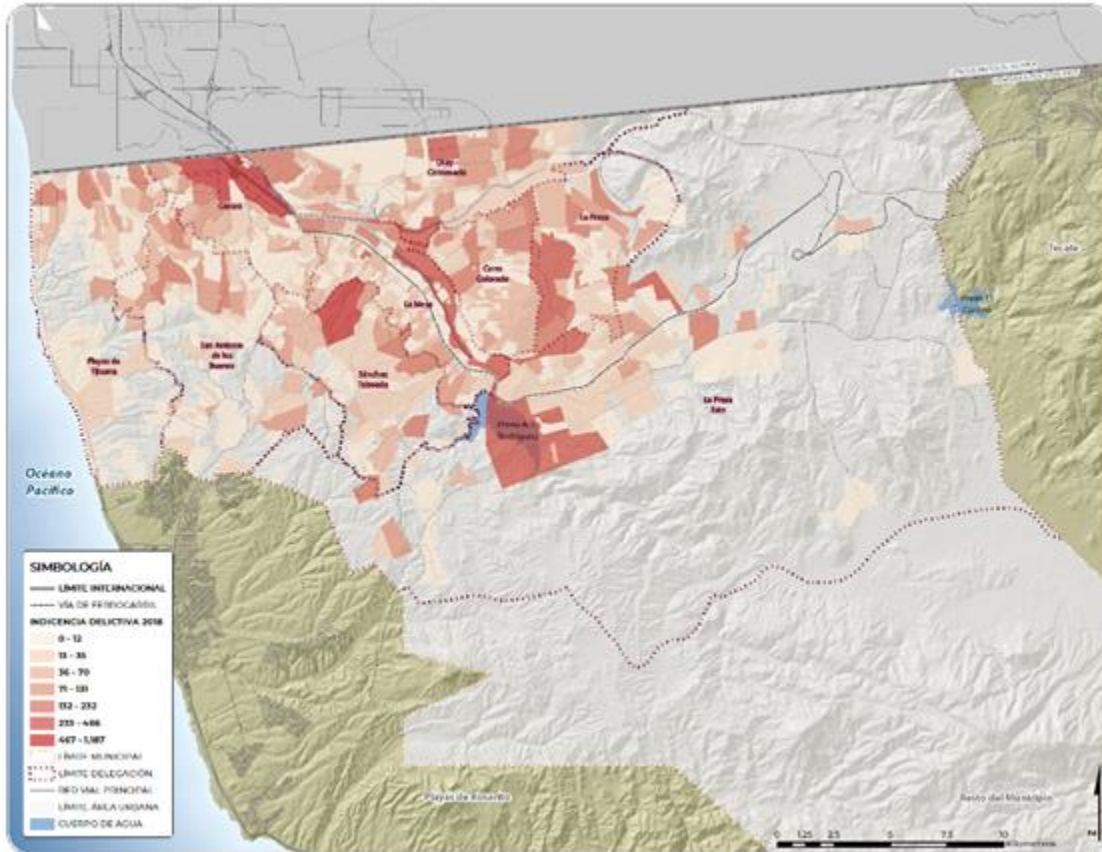 Otay
Centenario
Centro
La Presa
Cerro
Colorado
La Mesa
Tecate
Playas de
Tijuana
San Antonio
de los
Buenos
Sánchez
Taboada
La Presa
Este
Rodríguez
Océano
Pacífico
SIMBOLOGÍA
LÍMITE INTERNACIONAL
VÍA DE FERROCARRIL
INDICENCIA DELICTIVA 2018
0 - 12
13 - 35
36 - 70
71 - 131
132 - 232
233 - 466
467 - 1,187
LÍMITE MUNICIPAL
LÍMITE DELEGACIÓN
RED VIAL PRINCIPAL
LÍMITE ÁREA URBANA
CUERPO DE AGUA
Playas de Rosarito
Resto del Municipio
0 1.25 2.5 5 7.5 10
Kilometros